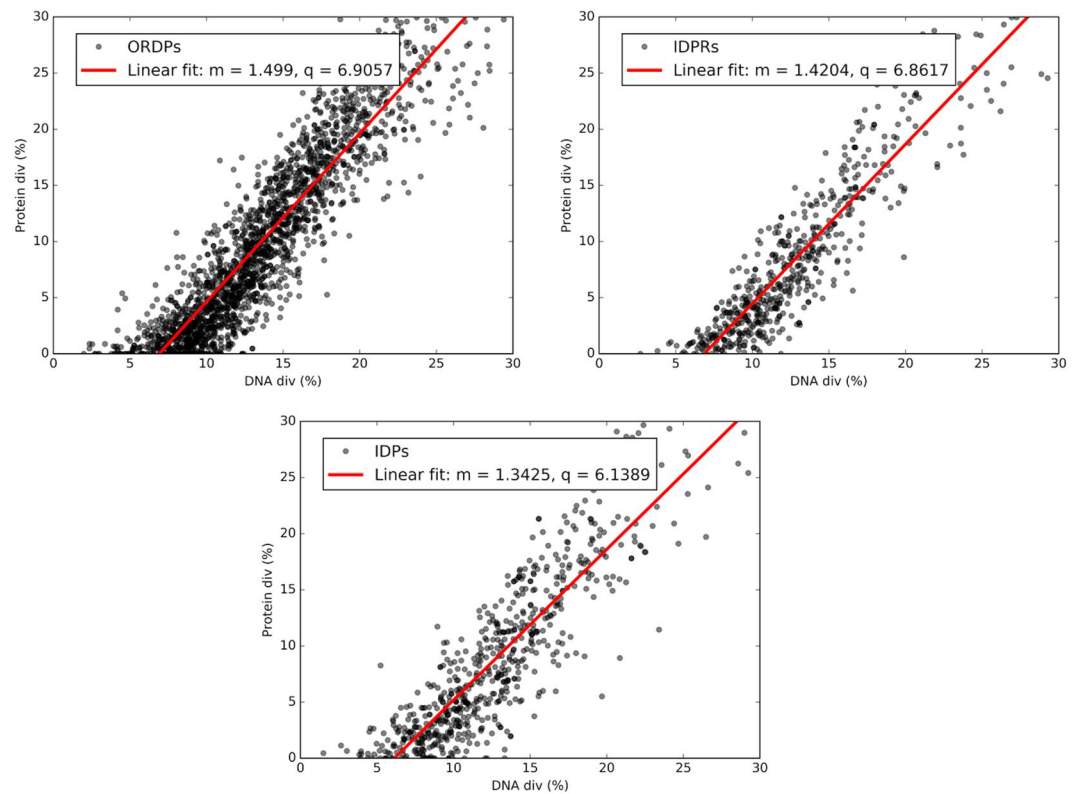 30
25
20
15
10
5
0
Protein div (%)
ORDPs
Linear fit: m = 1.499, q = 6.9057
0 5 10 15 20 25 30
DNA div (%)
30
25
20
15
10
5
0
Protein div (%)
IDPRs
Linear fit: m = 1.4204, q = 6.8617
0 5 10 15 20 25 30
DNA div (%)
30
25
20
15
10
5
0
Protein div (%)
IDPs
Linear fit: m = 1.3425, q = 6.1389
0 5 10 15 20 25 30
DNA div (%)